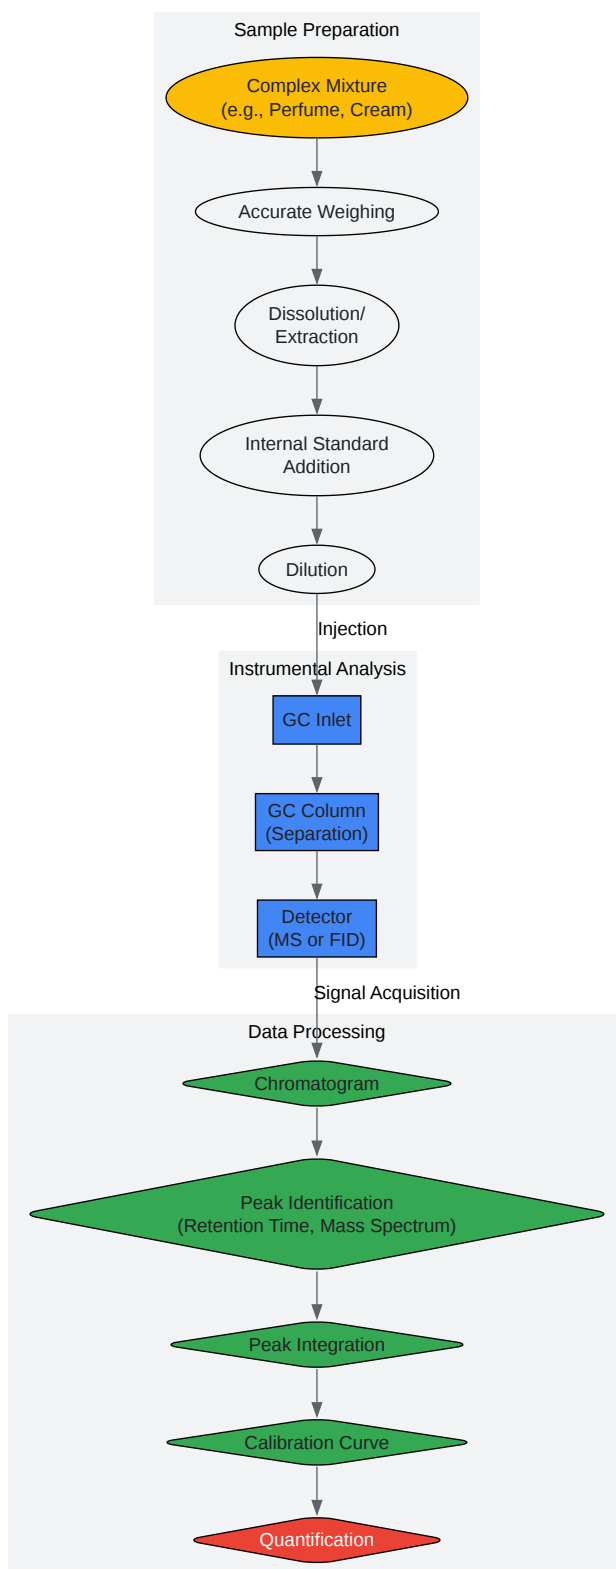 Sample Preparation
Complex Mixture
(e.g., Perfume, Cream)
Accurate Weighing
Dissolution/
Extraction
Internal Standard
Addition
Dilution
Injection
Instrumental Analysis
GC Inlet
GC Column
(Separation)
Detector
(MS or FID)
Signal Acquisition
Data Processing
Chromatogram
Peak Identification
(Retention Time, Mass Spectrum)
Peak Integration
Calibration Curve
Quantification